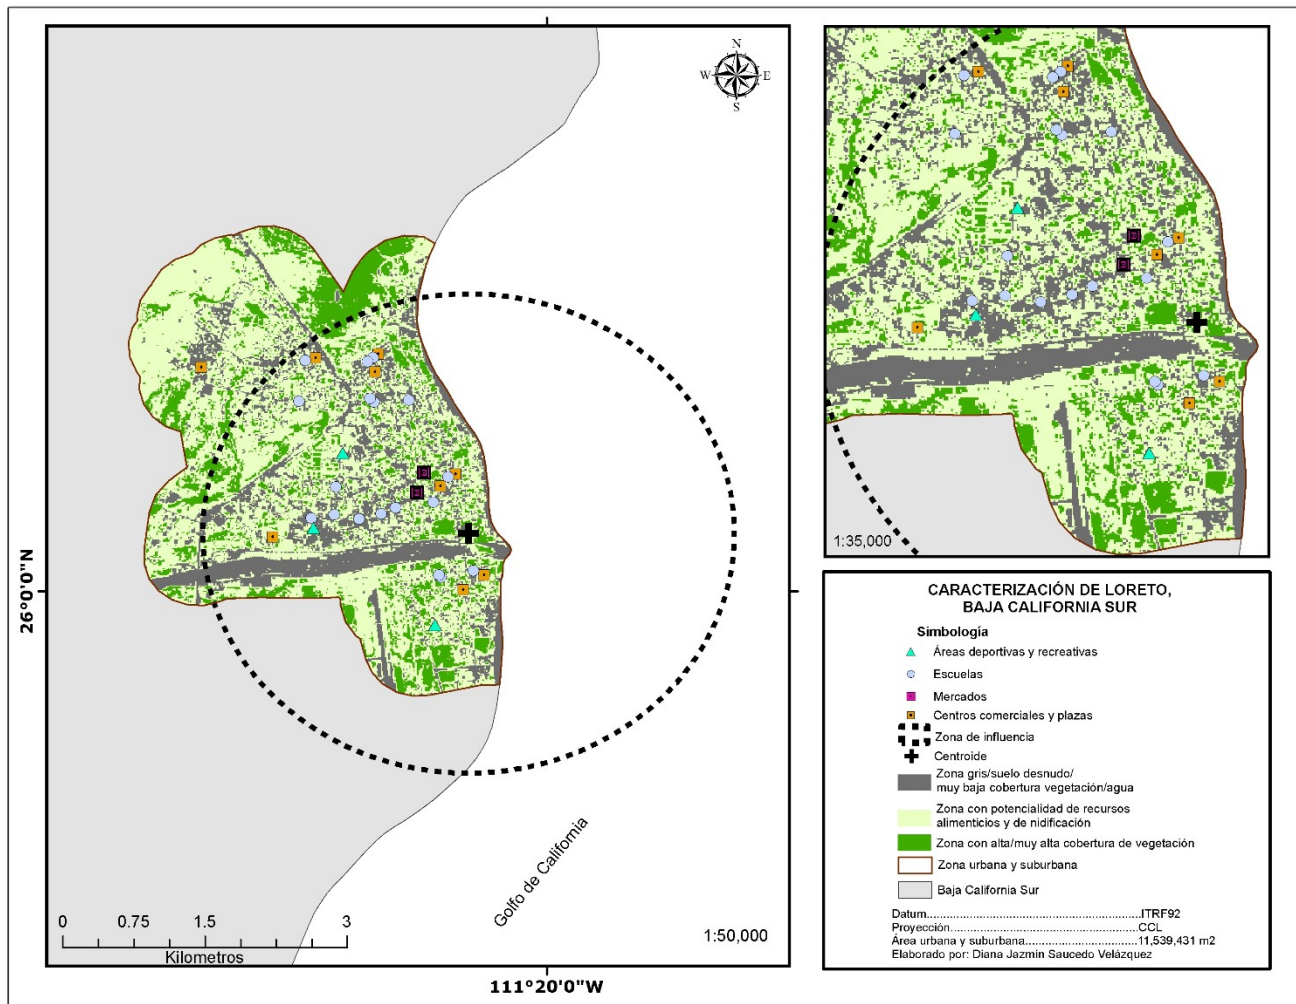 N
W
E
S
26°0'0"N
Golfo de California
0 0.75 1.5 3
Kilometros
1:50,000
111°20'0"W
1:35,000
CARACTERIZACIÓN DE LORETO,
BAJA CALIFORNIA SUR
Simbología
Áreas deportivas y recreativas
Escuelas
Mercados
Centros comerciales y plazas
Zona de influencia
Centroide
Zona gris/suelo desnudo/
muy baja cobertura vegetación/agua
Zona con potencialidad de recursos
alimenticios y de nidificación
Zona con alta/muy alta cobertura de vegetación
Zona urbana y suburbana
Baja California Sur
Datum..............................................................ITRF92
Proyección.......................................................CCL
Área urbana y suburbana.............................11,539,431 m2
Elaborado por: Diana Jazmín Saucedo Velázquez